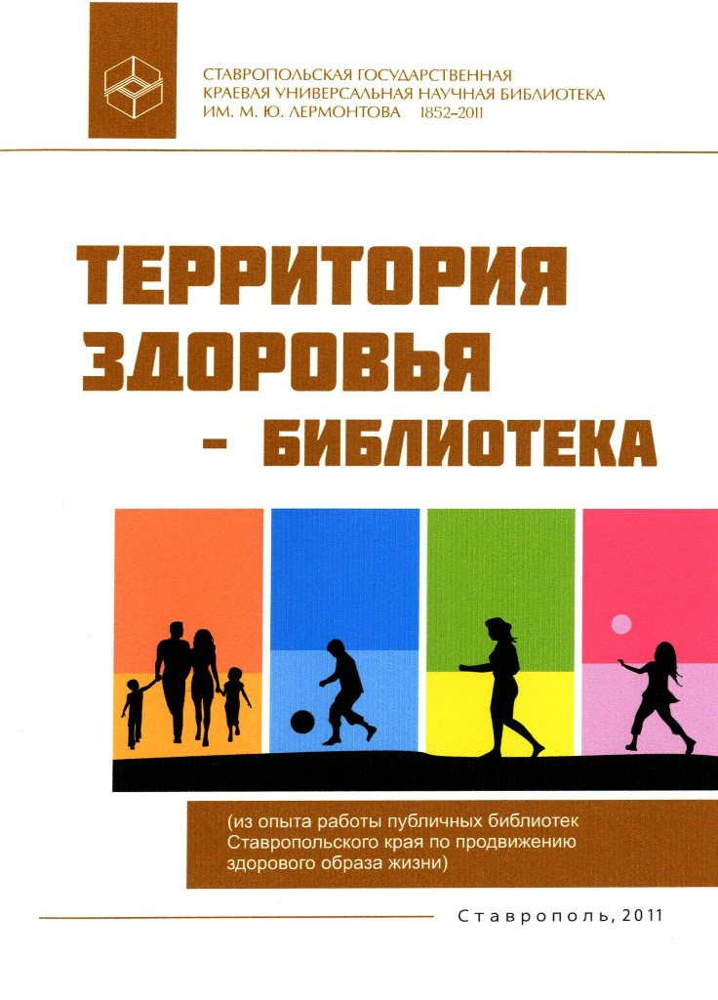 СТАВРОПОЛЬСКАЯ ГОСУДАРСТВЕННАЯ
КРАЕВАЯ УНИВЕРСАЛЬНАЯ НАУЧНАЯ БИБЛИОТЕКА
ИМ. М. Ю. ЛЕРМОНТОВА 1852–2011
ТЕРРИТОРИЯ
ЗДОРОВЬЯ
- БИБЛИОТЕКА
(из опыта работы публичных библиотек
Ставропольского края по продвижению
здорового образа жизни)
Ставрополь, 2011